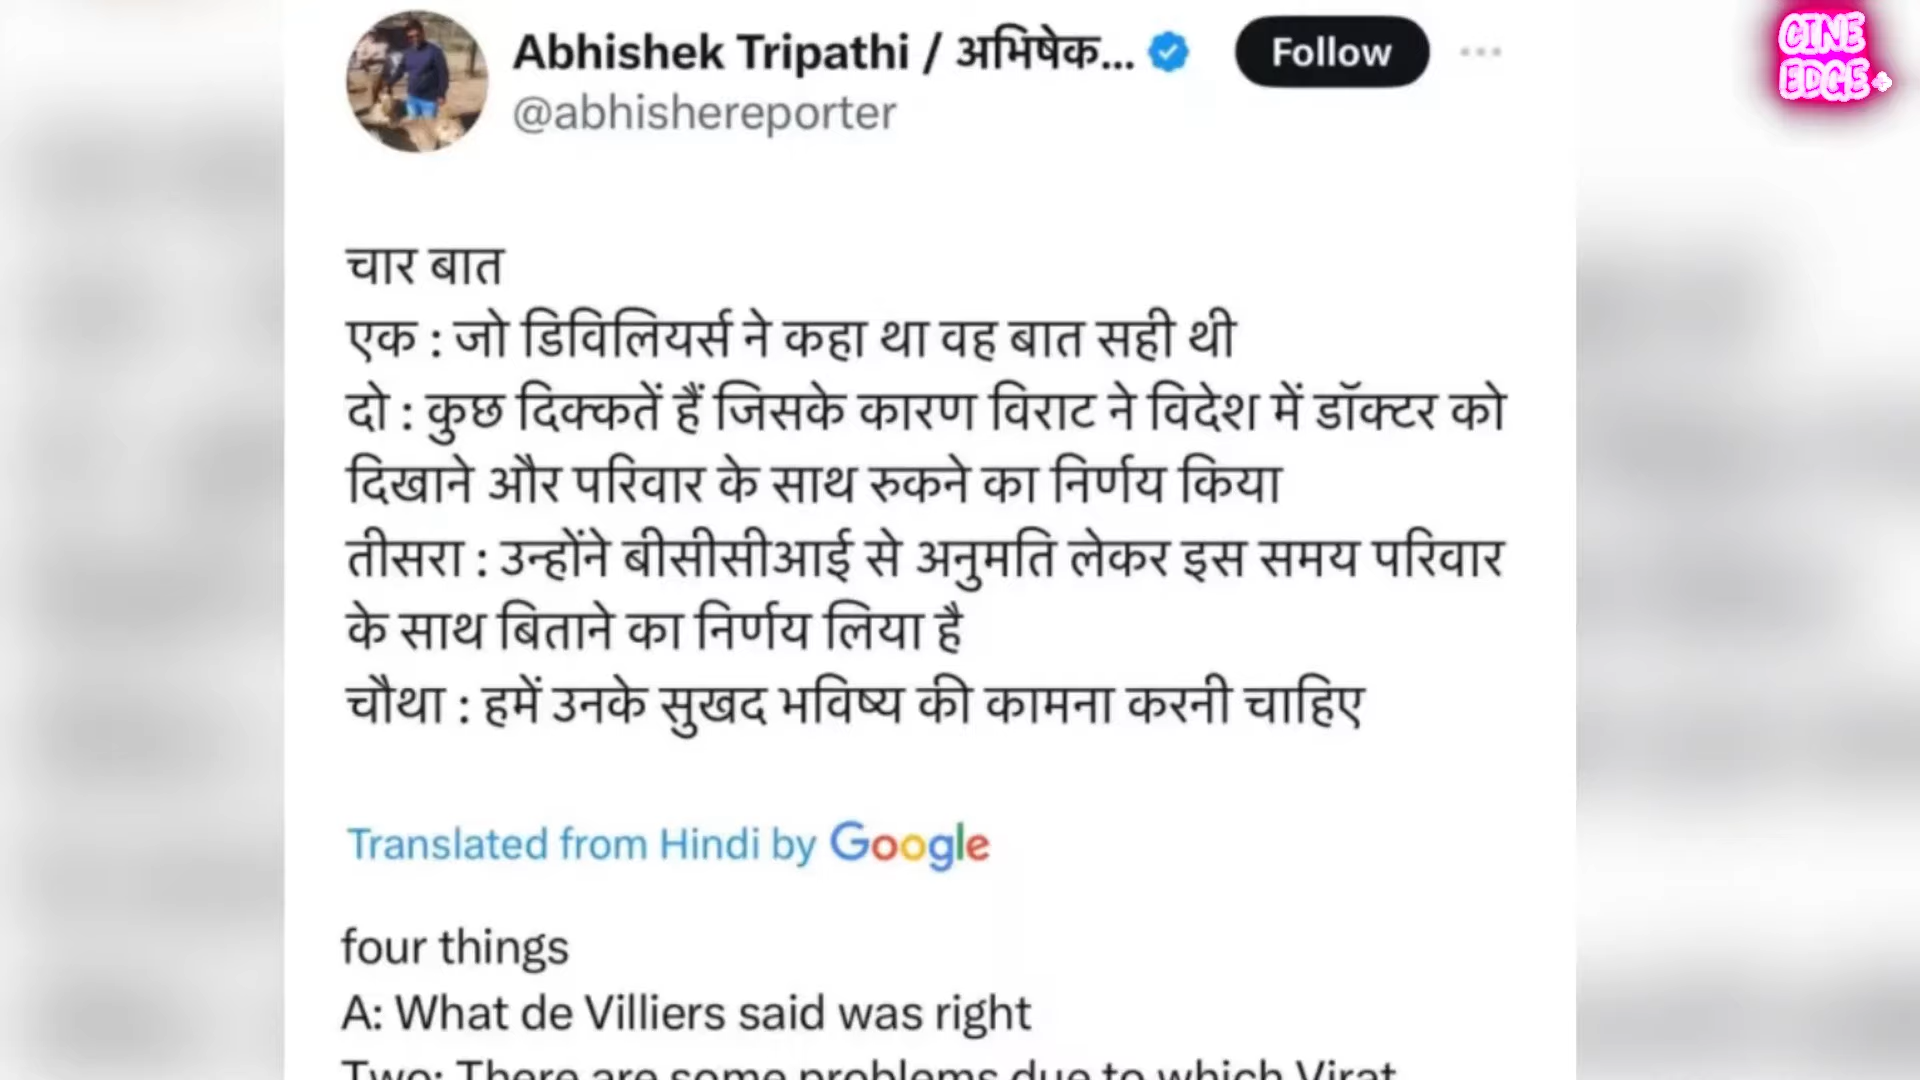 Abhishek Tripathi / अभिषेक...
Follow
@abhishereporter
CINE
EDGE+
चार बात
एक : जो डिविलियर्स ने कहा था वह बात सही थी
दो : कुछ दिक्कतें हैं जिसके कारण विराट ने विदेश में डॉक्टर को
दिखाने और परिवार के साथ रुकने का निर्णय किया
तीसरा : उन्होंने बीसीसीआई से अनुमति लेकर इस समय परिवार
के साथ बिताने का निर्णय लिया है
चौथा : हमें उनके सुखद भविष्य की कामना करनी चाहिए
Translated from Hindi by Google
four things
A: What de Villiers said was right
Two: There are some problems due to which Virat